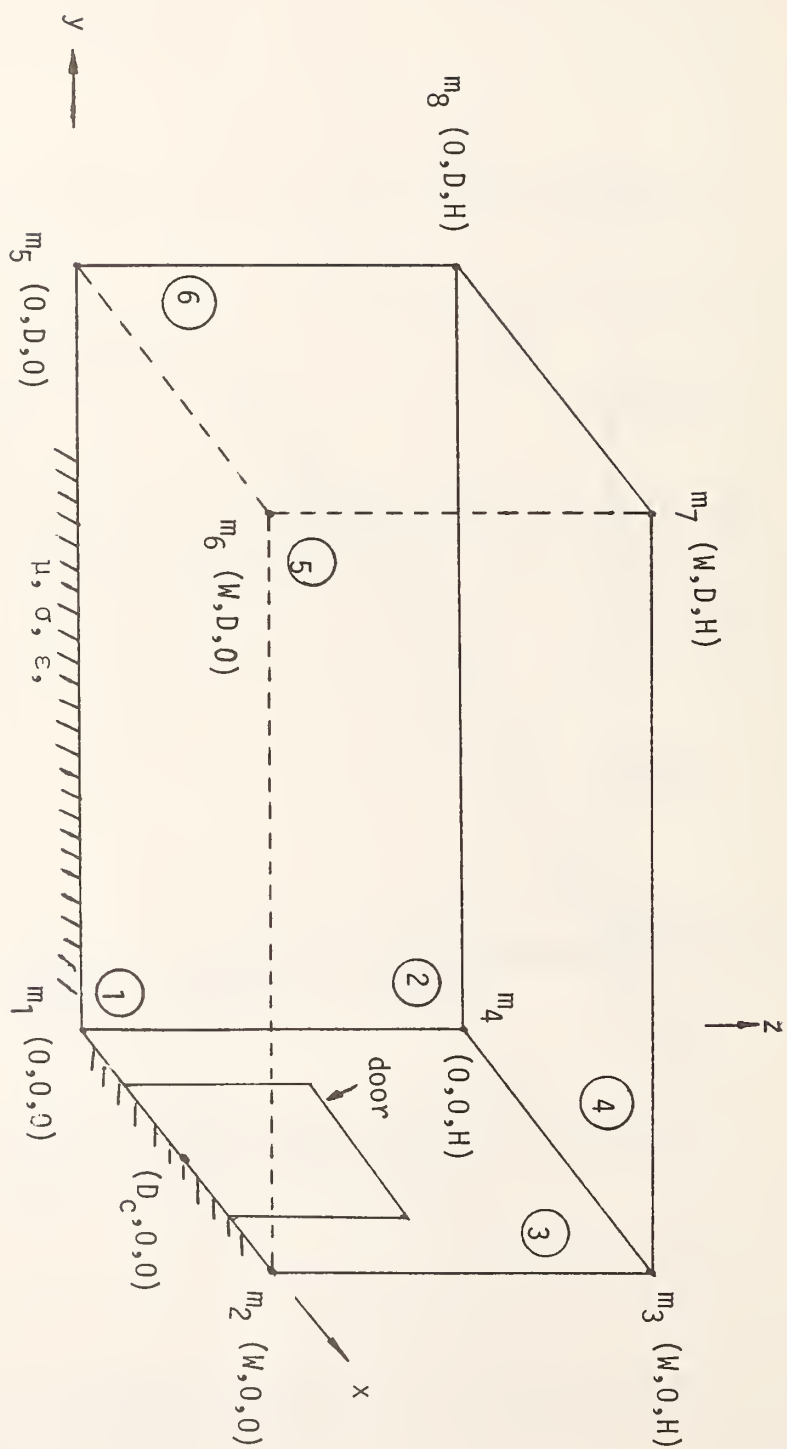 z
m7 (W,D,H)
m3 (W,0,H)
4
3
m8 (0,D,H)
m4
(0,0,H)
2
door
x
5
m6 (W,D,0)
m2 (W,0,0)
6
(Dc,0,0)
1
y
m5 (0,D,0)
μ, σ, ε,
m1 (0,0,0)